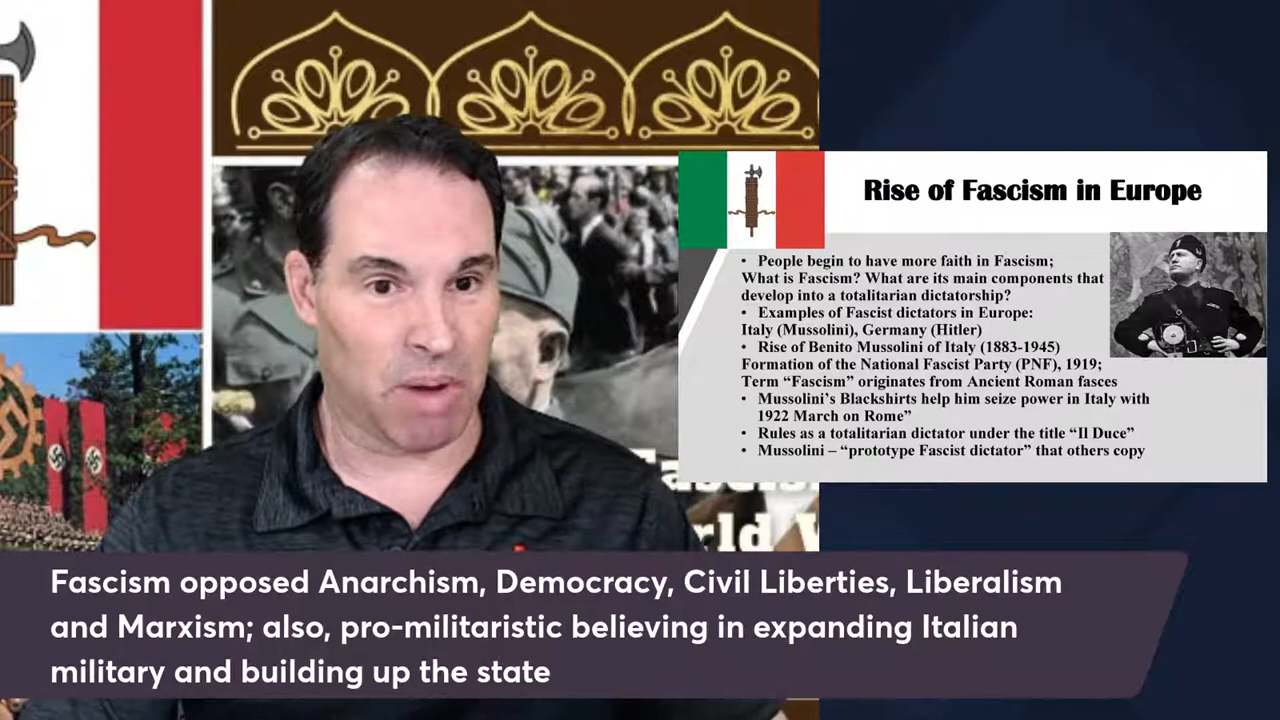 Rise of Fascism in Europe
• People begin to have more faith in Fascism;
What is Fascism? What are its main components that
develop into a totalitarian dictatorship?
• Examples of Fascist dictators in Europe:
Italy (Mussolini), Germany (Hitler)
• Rise of Benito Mussolini of Italy (1883-1945)
Formation of the National Fascist Party (PNF), 1919;
Term “Fascism” originates from Ancient Roman fasces
• Mussolini’s Blackshirts help him seize power in Italy with
1922 March on Rome”
• Rules as a totalitarian dictator under the title “Il Duce”
• Mussolini – “prototype Fascist dictator” that others copy
Fascism opposed Anarchism, Democracy, Civil Liberties, Liberalism
and Marxism; also, pro-militaristic believing in expanding Italian
military and building up the state